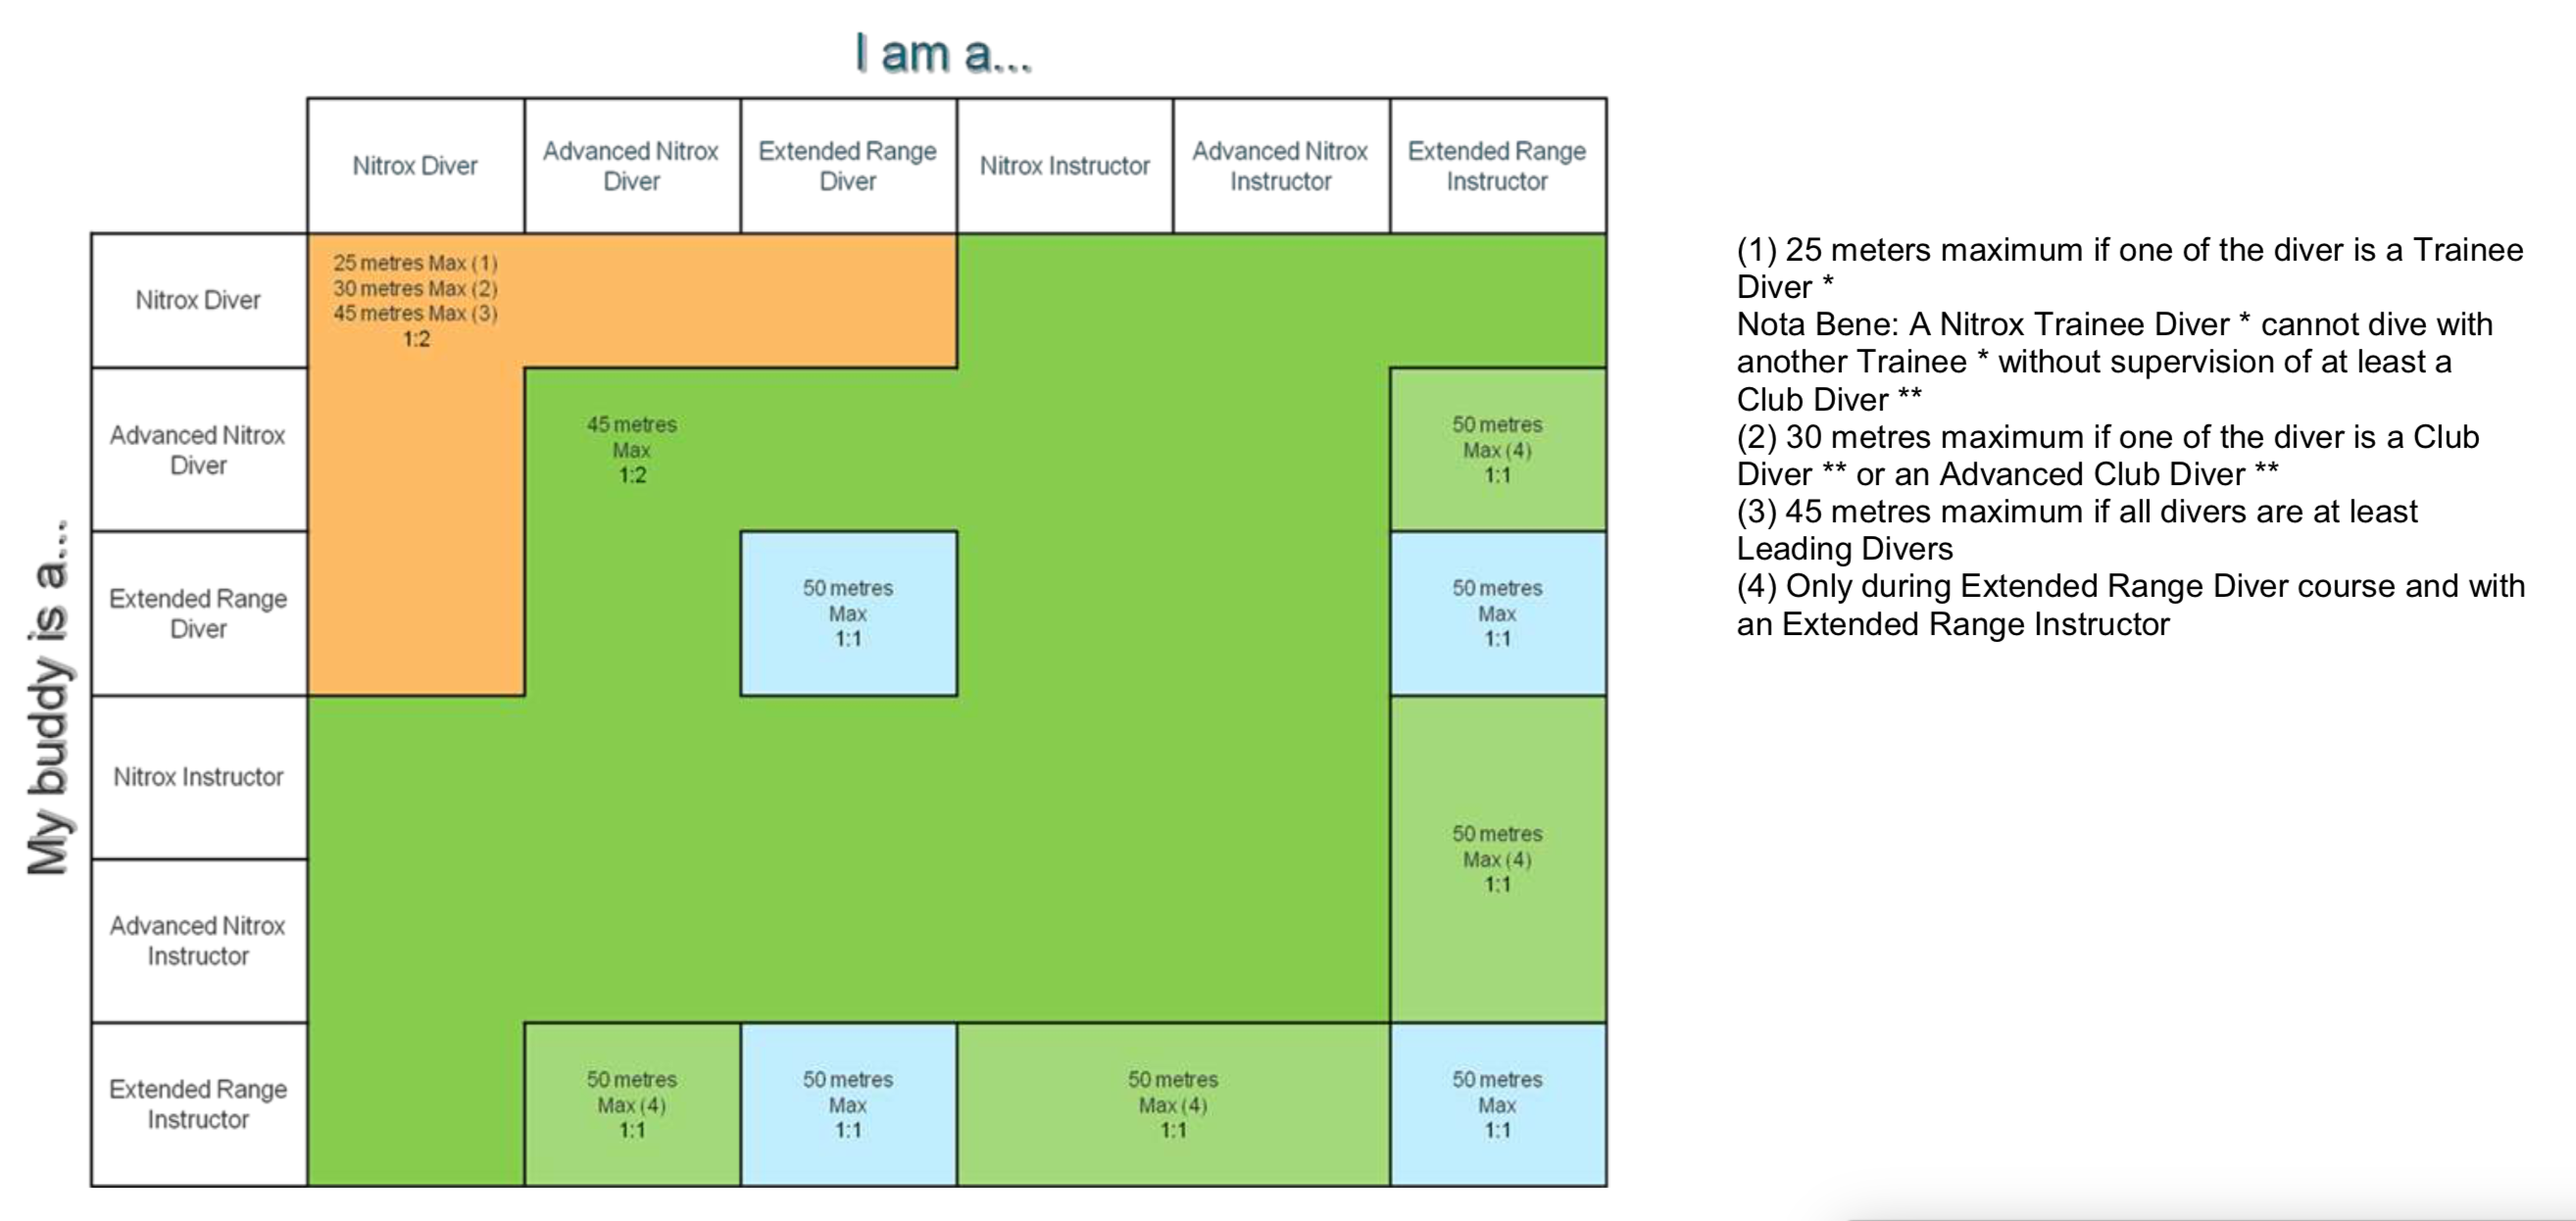 I am a...
Nitrox Diver
Advanced Nitrox
Diver
Extended Range
Diver
Nitrox Instructor
Advanced Nitrox
Instructor
Extended Range
Instructor
My buddy is a...
Nitrox Diver
25 metres Max (1)
30 metres Max (2)
45 metres Max (3)
1:2
Advanced Nitrox
Diver
45 metres
Max
1:2
50 metres
Max (4)
1:1
Extended Range
Diver
50 metres
Max
1:1
50 metres
Max
1:1
Nitrox Instructor
50 metres
Max (4)
1:1
Advanced Nitrox
Instructor
Extended Range
Instructor
50 metres
Max (4)
1:1
50 metres
Max
1:1
50 metres
Max (4)
1:1
50 metres
Max
1:1
(1) 25 meters maximum if one of the diver is a Trainee
Diver *
Nota Bene: A Nitrox Trainee Diver * cannot dive with
another Trainee * without supervision of at least a
Club Diver **
(2) 30 metres maximum if one of the diver is a Club
Diver ** or an Advanced Club Diver **
(3) 45 metres maximum if all divers are at least
Leading Divers
(4) Only during Extended Range Diver course and with
an Extended Range Instructor